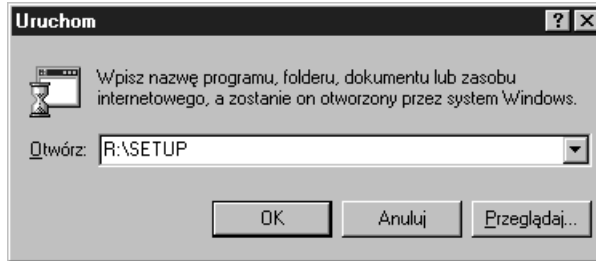 Uruchom
Wpisz nazwę programu, folderu, dokumentu lub zasobu
internetowego, a zostanie on otworzony przez system Windows.
Otwórz: R:\SETUP
OK Anuluj Przeglądaj...